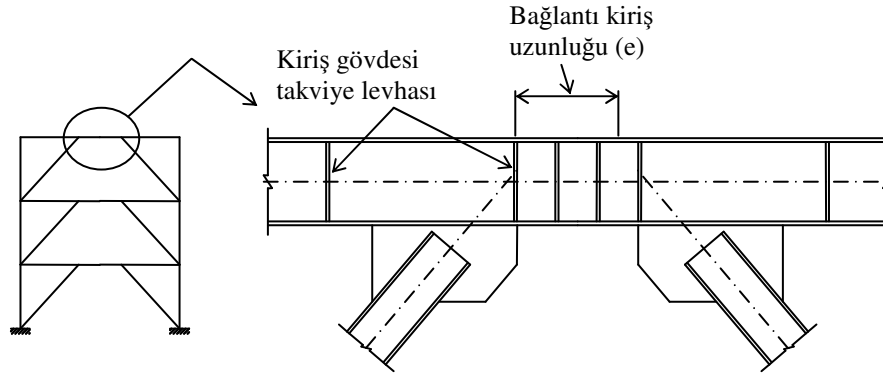 Bağlantı kiriş
uzunluğu (e)
Kiriş gövdesi
takviye levhası